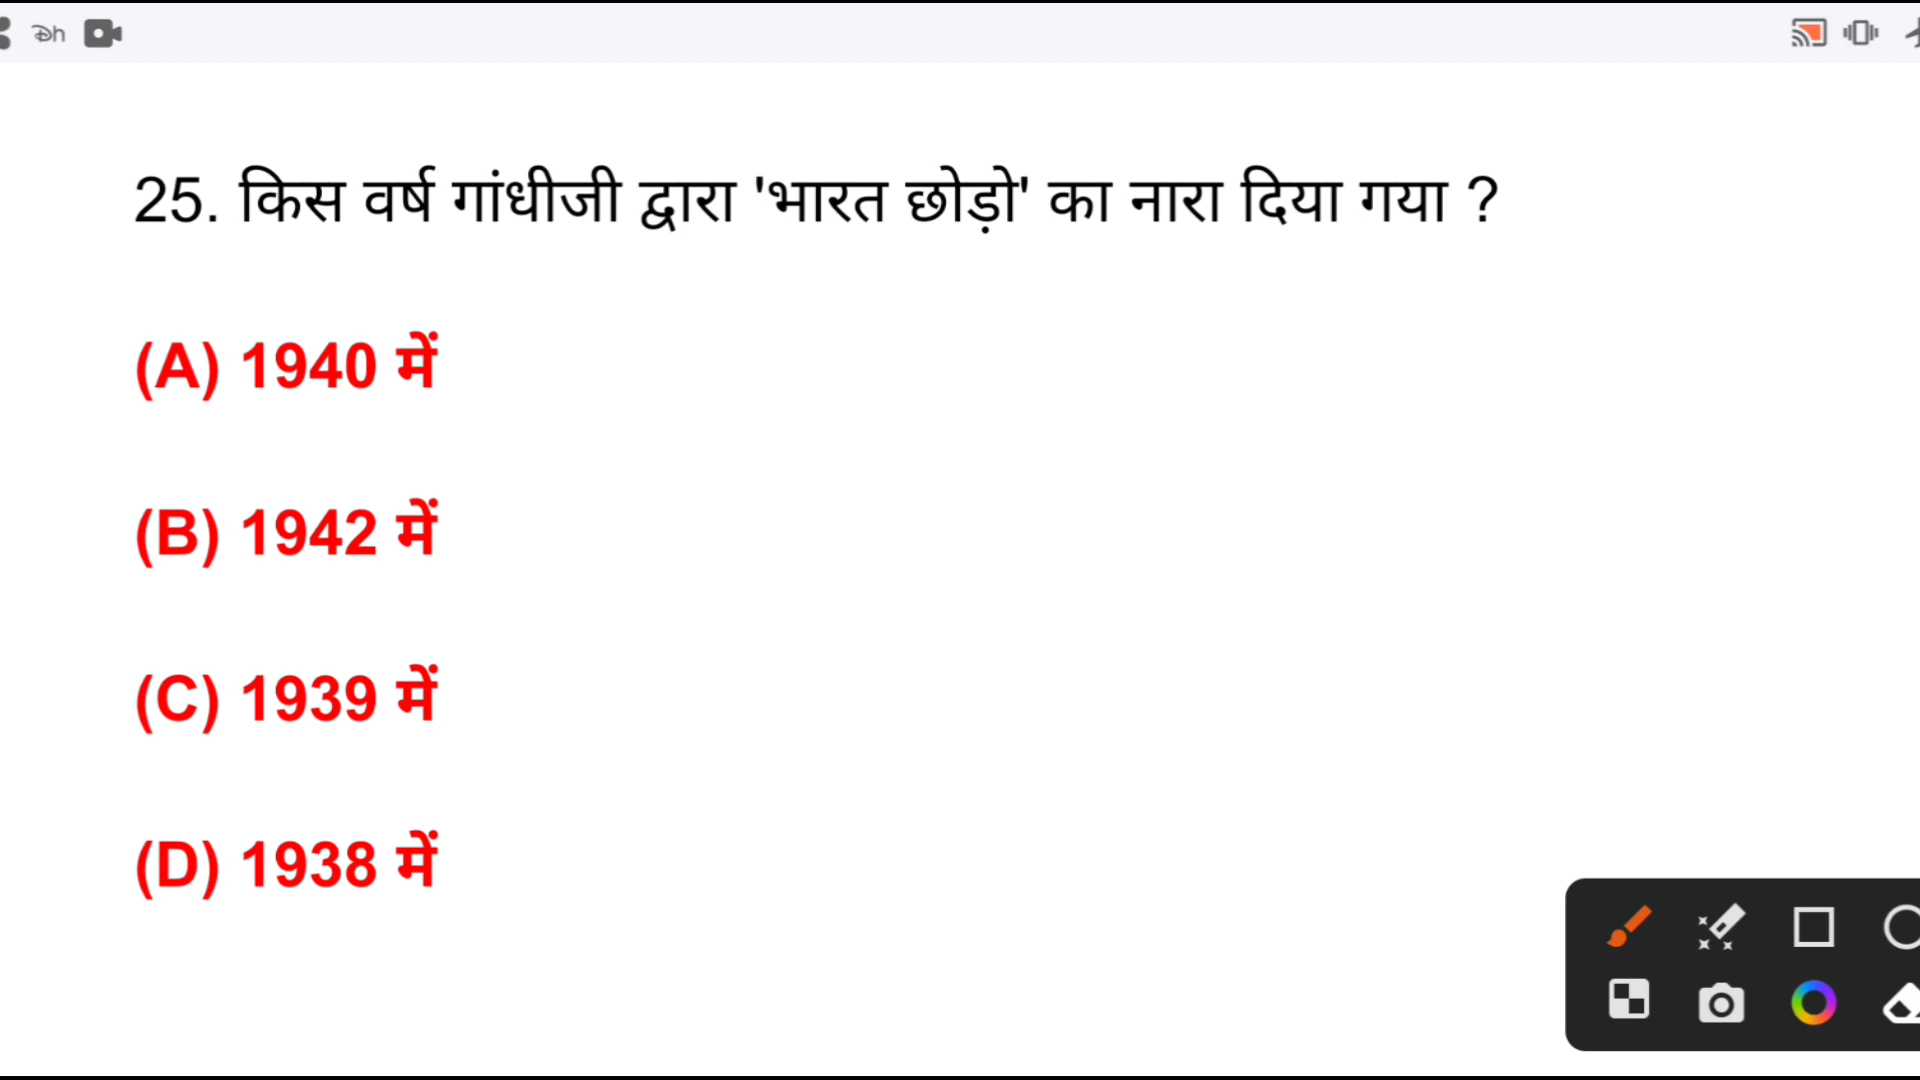 25. किस वर्ष गांधीजी द्वारा 'भारत छोड़ो' का नारा दिया गया ?
(A) 1940 में
(B) 1942 में
(C) 1939 में
(D) 1938 में